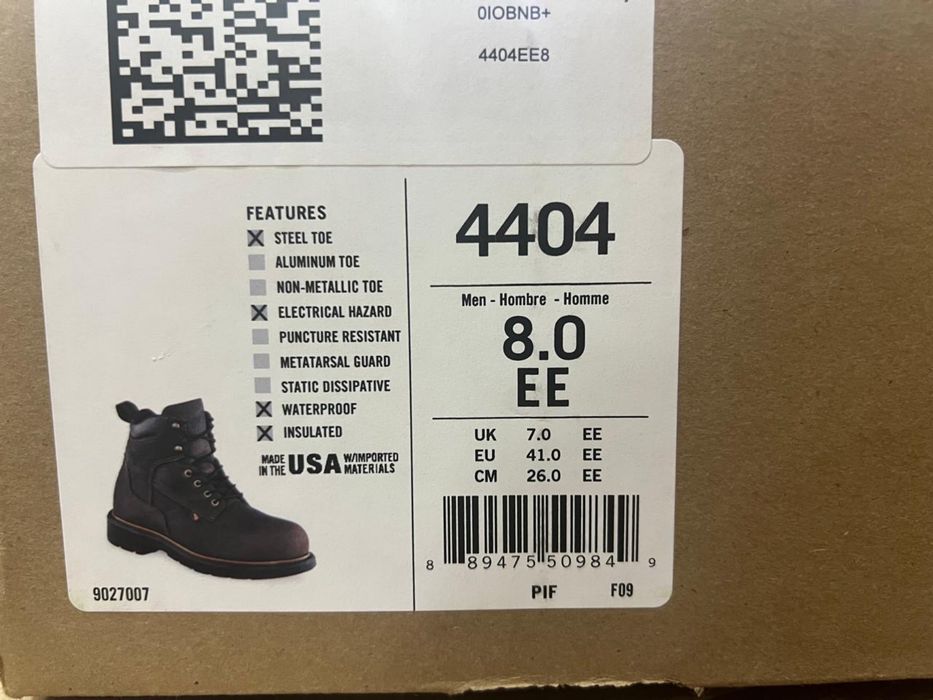 0IOBNB+
4404EE8
FEATURES
STEEL TOE
ALUMINUM TOE
NON-METALLIC TOE
ELECTRICAL HAZARD
PUNCTURE RESISTANT
METATARSAL GUARD
STATIC DISSIPATIVE
WATERPROOF
INSULATED
MADE IN THE USA W/IMPORTED MATERIALS
9027007
4404
Men - Hombre - Homme
8.0
EE
UK 7.0 EE
EU 41.0 EE
CM 26.0 EE
8 89475 50984 9
PIF F09